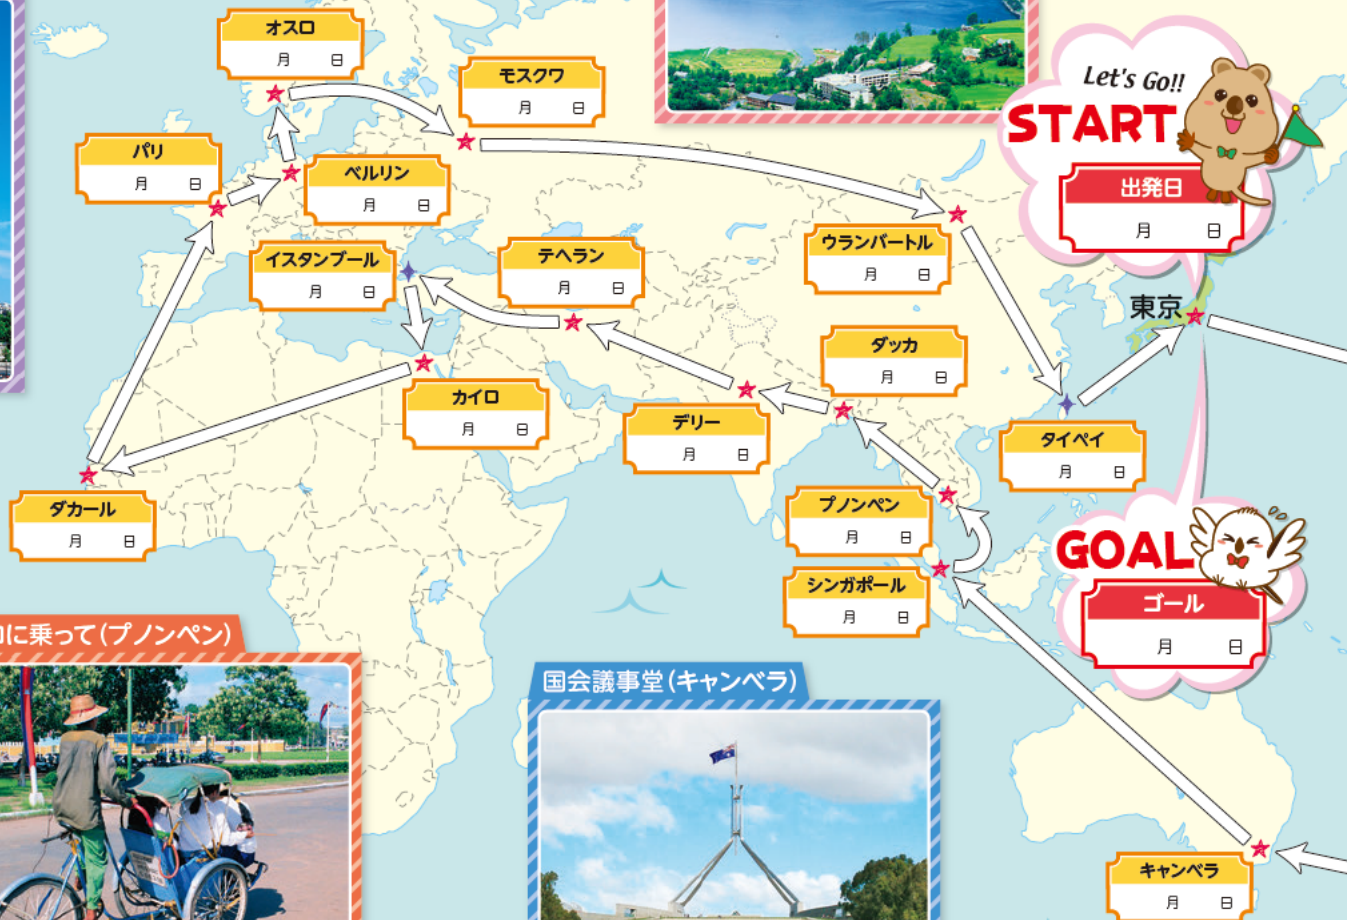 オスロ
月 日
モスクワ
月 日
Let's Go!!
START
出発日
月 日
パリ
月 日
ベルリン
月 日
イスタンブール
月 日
テヘラン
月 日
ウランバートル
月 日
東京
ダッカ
月 日
カイロ
月 日
デリー
月 日
タイペイ
月 日
ダカール
月 日
プノンペン
月 日
GOAL
ゴール
月 日
シンガポール
月 日
に乗って(プノンペン)
国会議事堂(キャンベラ)
キャンベラ
月 日